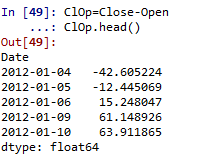 In [49]: ClOp=Close-Open
    ...: ClOp.head()
Out[49]:
Date
2012-01-04   -42.605224
2012-01-05   -12.445069
2012-01-06    15.248047
2012-01-09    61.148926
2012-01-10    63.911865
dtype: float64